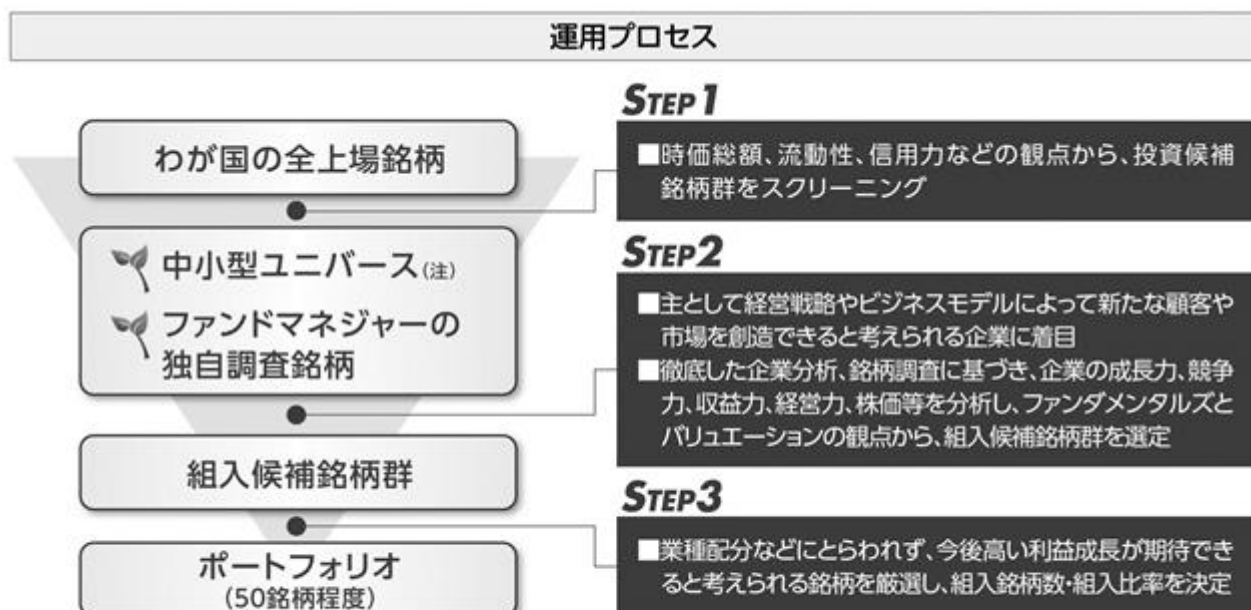 運用プロセス
わが国の全上場銘柄
中小型ユニバース(注)
ファンドマネジャーの
独自調査銘柄
組入候補銘柄群
ポートフォリオ
(50銘柄程度)
STEP1
■時価総額、流動性、信用力などの観点から、投資候補
銘柄群をスクリーニング
STEP2
■主として経営戦略やビジネスモデルによって新たな顧客や
市場を創造できると考えられる企業に着目
■徹底した企業分析、銘柄調査に基づき、企業の成長力、競争
力、収益力、経営力、株価等を分析し、ファンダメンタルズと
バリュエーションの観点から、組入候補銘柄群を選定
STEP3
■業種配分などにとらわれず、今後高い利益成長が期待でき
ると考えられる銘柄を厳選し、組入銘柄数・組入比率を決定